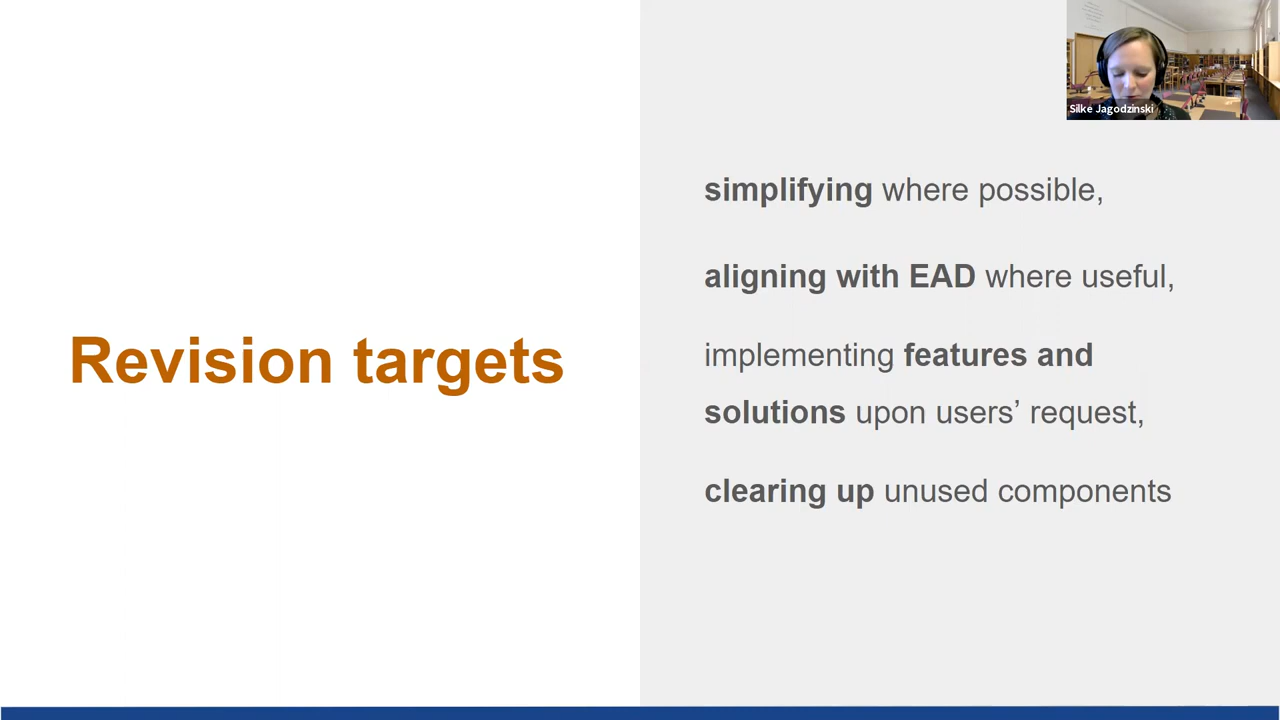 Silke Jagodzinski
Revision targets
simplifying where possible,
aligning with EAD where useful,
implementing features and
solutions upon users’ request,
clearing up unused components